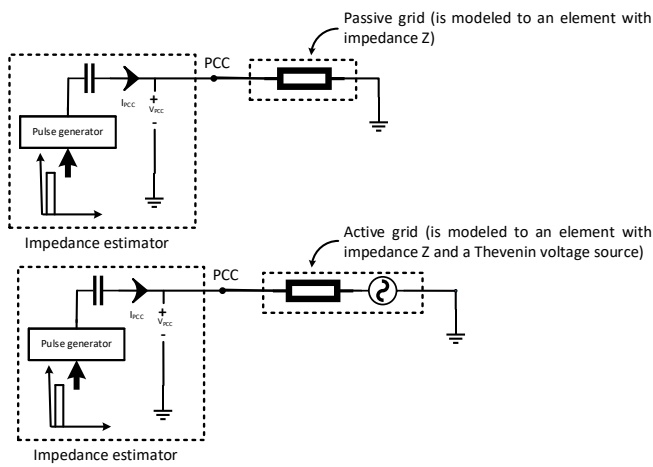 Passive grid (is modeled to an element with
impedance Z)
PCC
IPCC
+
VPCC
-
Pulse generator
Impedance estimator
Active grid (is modeled to an element with
impedance Z and a Thevenin voltage source)
PCC
IPCC
+
VPCC
-
Pulse generator
Impedance estimator